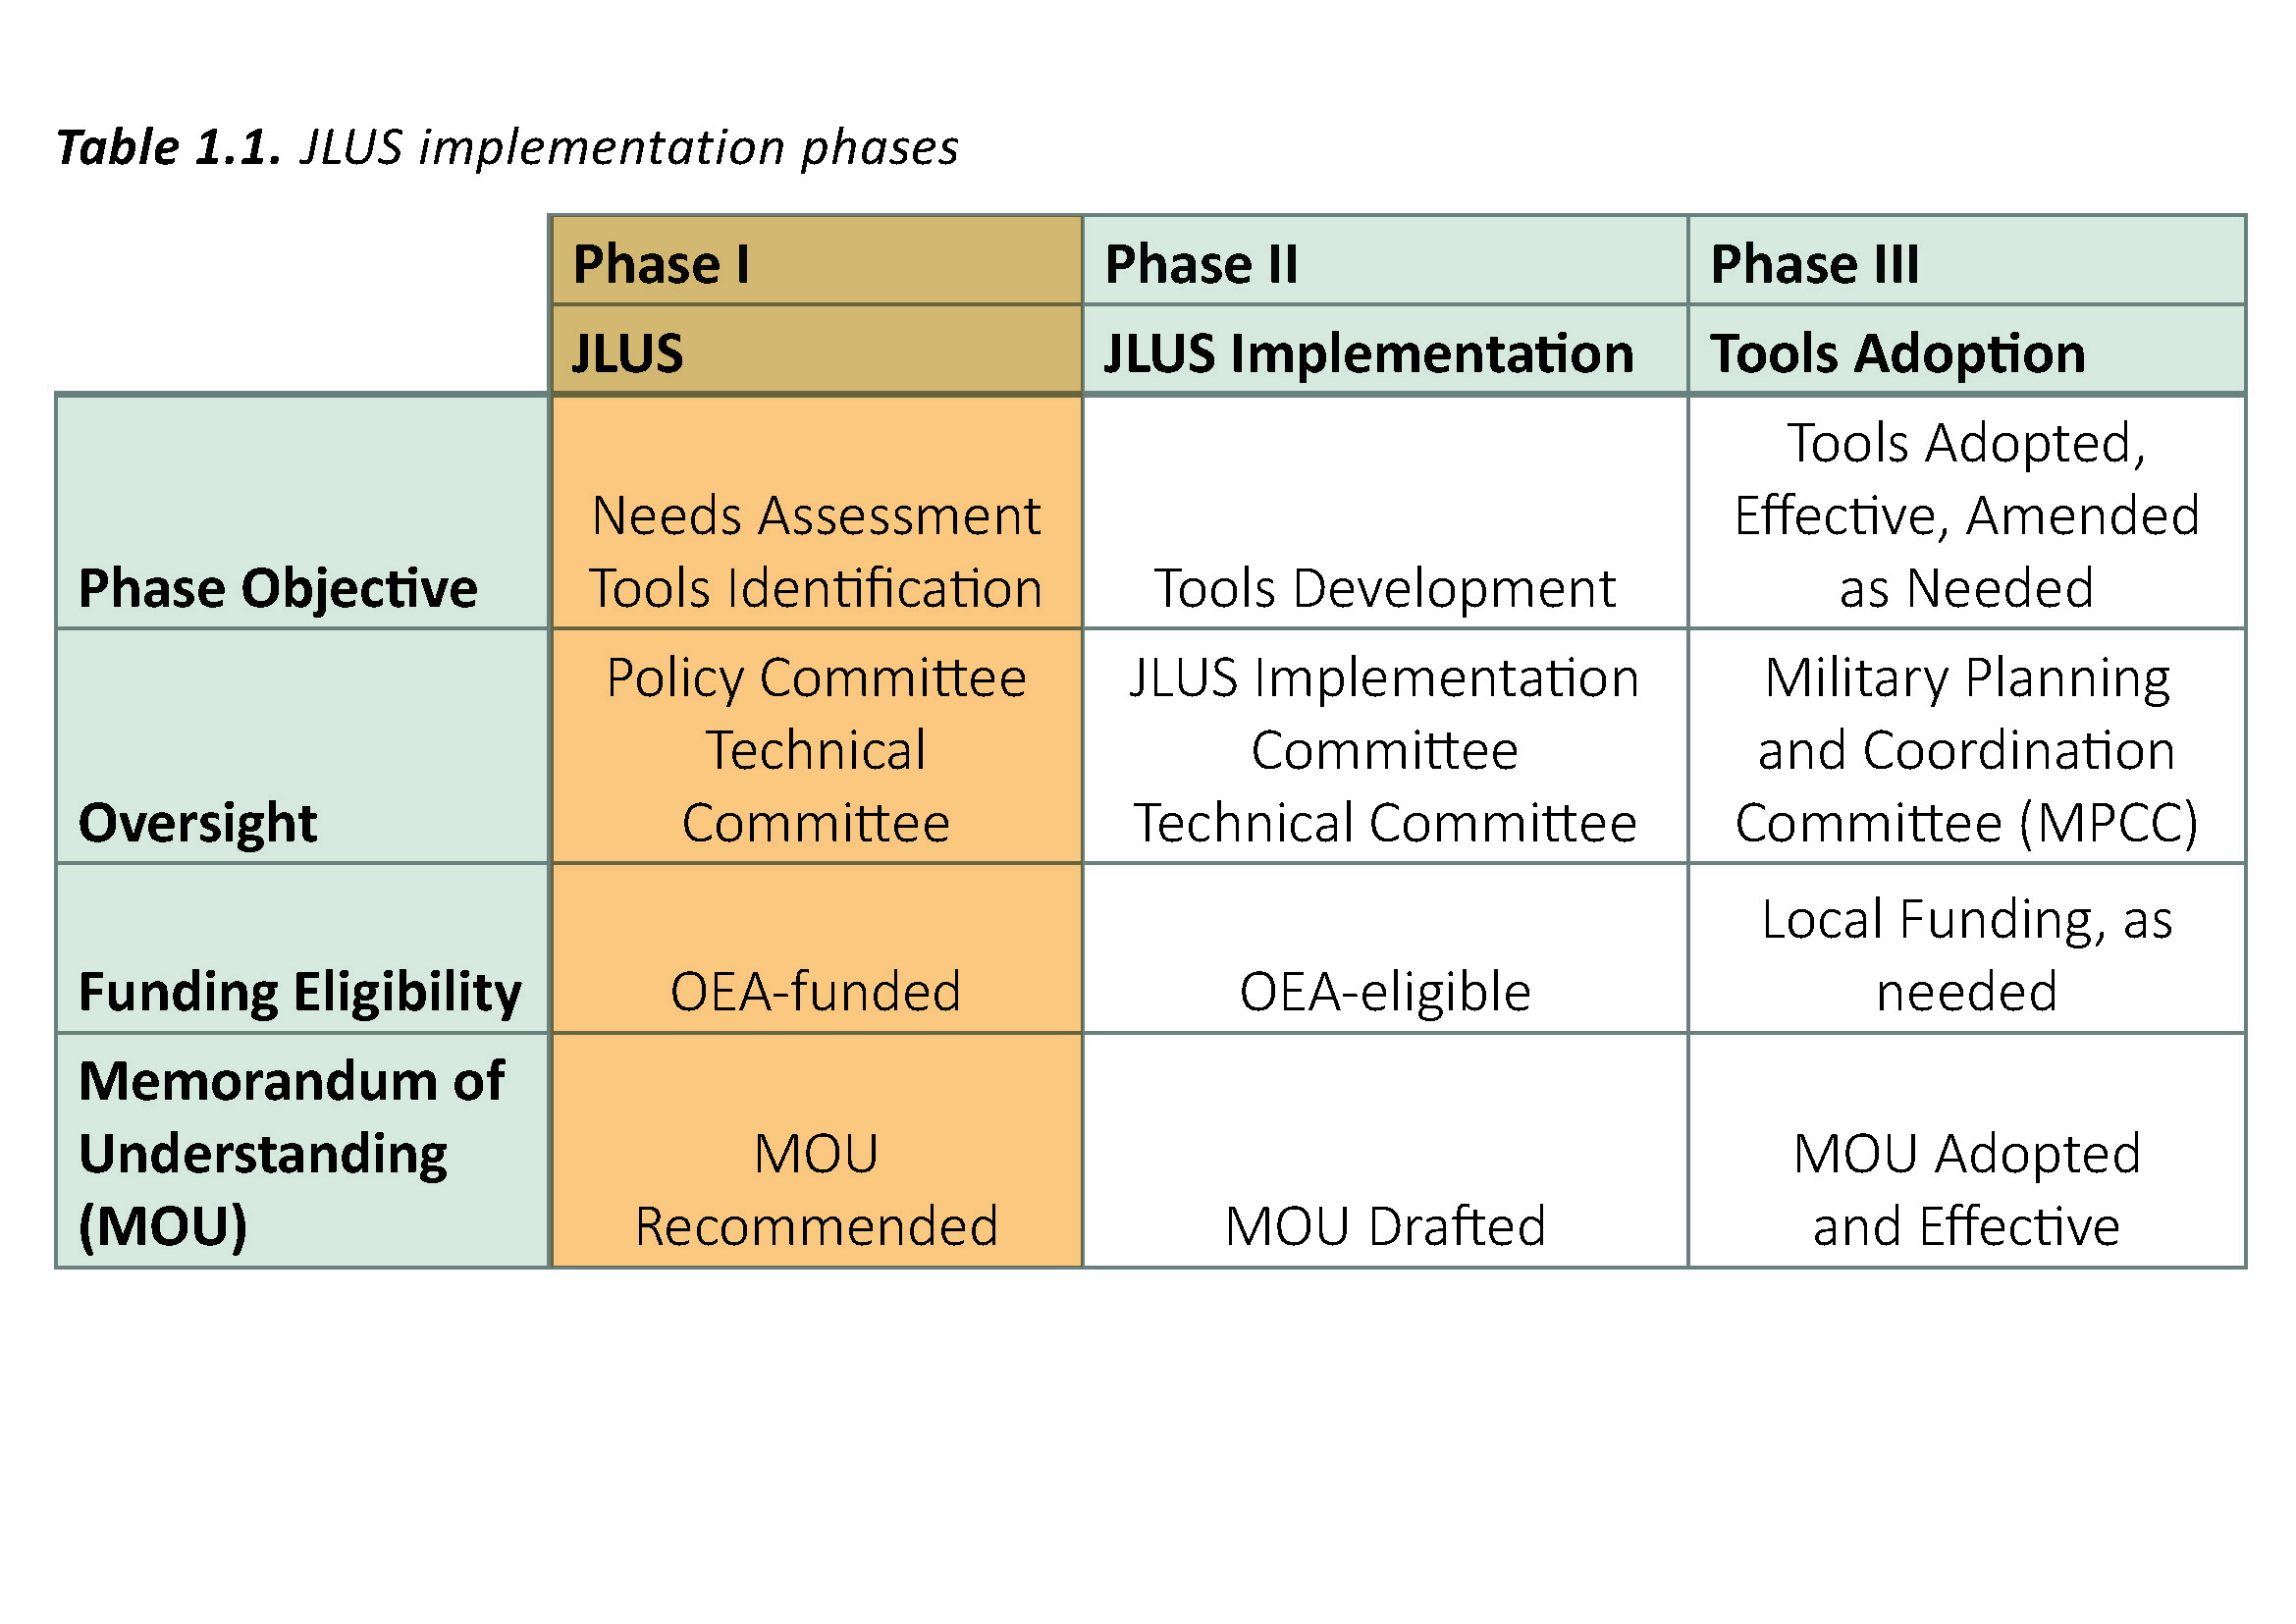 Table 1.1. JLUS implementation phases
Phase I
Phase II
Phase III
JLUS
JLUS Implementation
Tools Adoption
Phase Objective
Needs Assessment
Tools Identification
Tools Development
Tools Adopted,
Effective, Amended
as Needed
Oversight
Policy Committee
Technical
Committee
JLUS Implementation
Committee
Technical Committee
Military Planning
and Coordination
Committee (MPCC)
Funding Eligibility
OEA-funded
OEA-eligible
Local Funding, as
needed
Memorandum of
Understanding
(MOU)
MOU
Recommended
MOU Drafted
MOU Adopted
and Effective